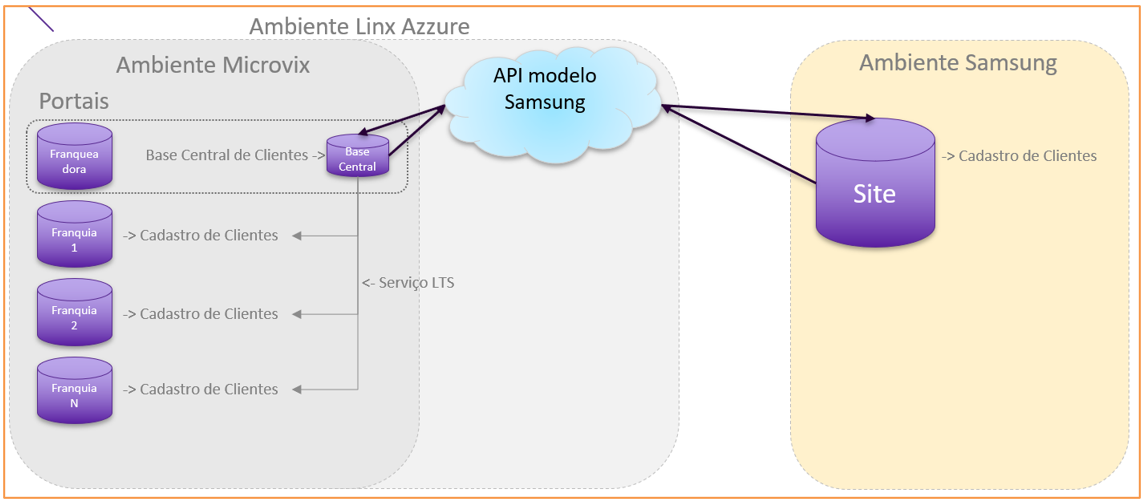 Ambiente Linx Azzure
Ambiente Microvix
Ambiente Samsung
API modelo
Samsung
Portais
Franquea
dora
Base Central de Clientes ->
Base
Central
-> Cadastro de Clientes
Site
Franquia
1
-> Cadastro de Clientes
<- Serviço LTS
Franquia
2
-> Cadastro de Clientes
Franquia
N
-> Cadastro de Clientes